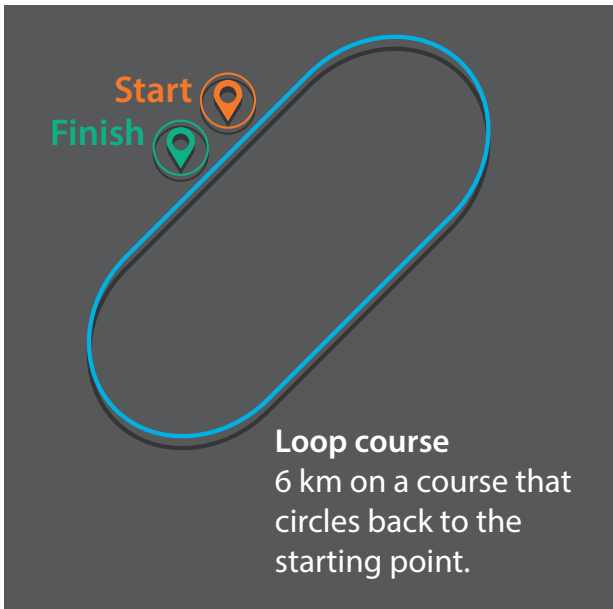 Start
Finish
Loop course
6 km on a course that
circles back to the
starting point.